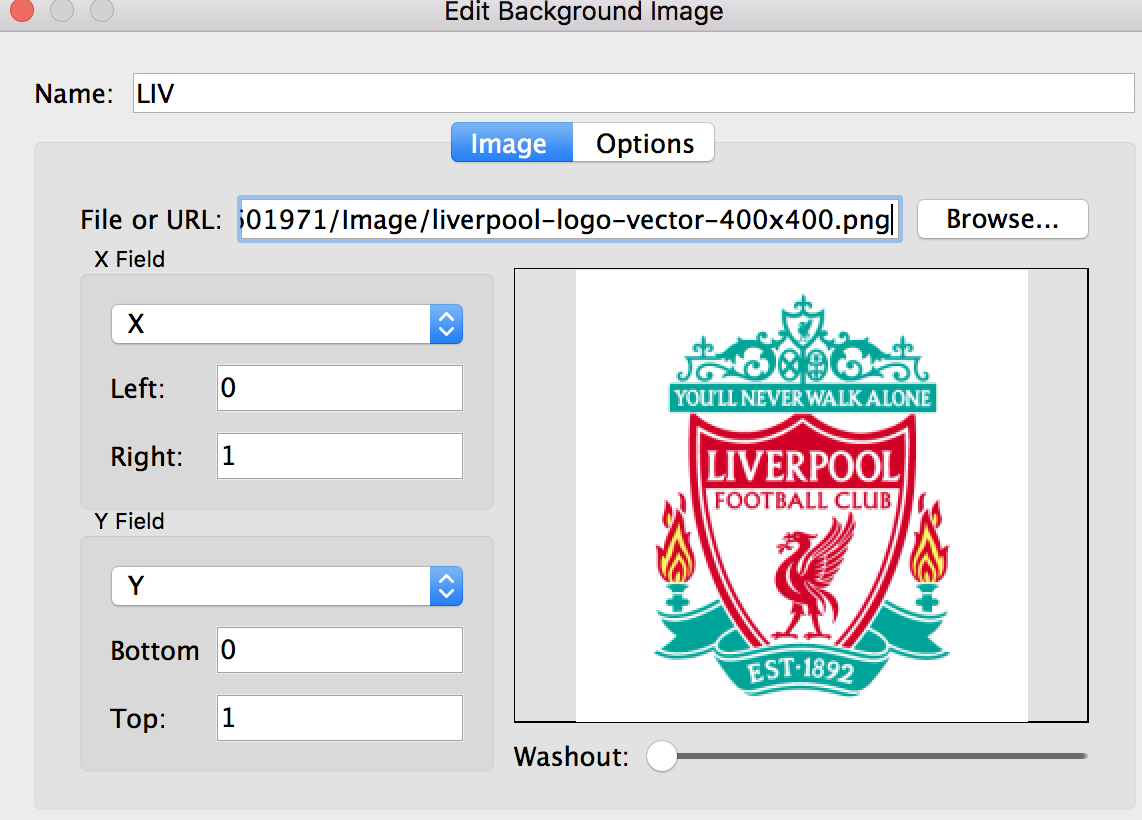 Edit Background Image
Name: LIV
Image Options
File or URL: 601971/Image/liverpool-logo-vector-400x400.png Browse...
X Field
X
Left: 0
Right: 1
Y Field
Y
Bottom 0
Top: 1
YOU'LL NEVER WALK ALONE
LIVERPOOL
FOOTBALL CLUB
EST·1892
Washout: